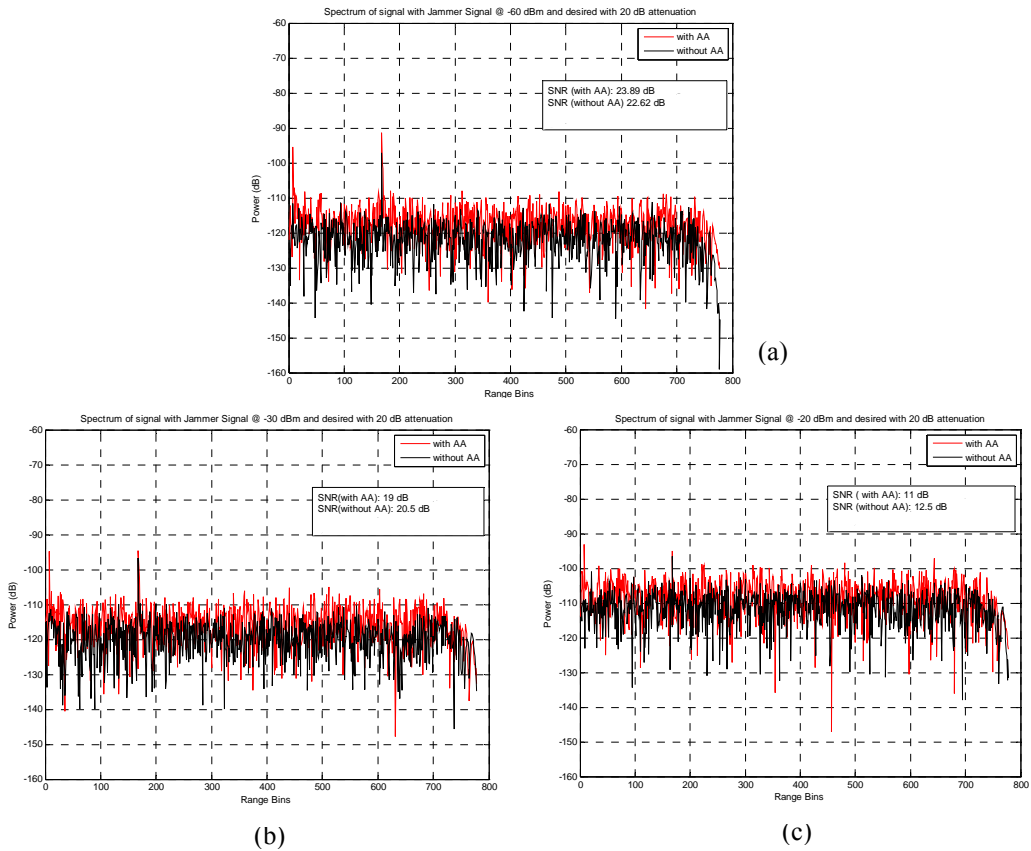 Spectrum of signal with Jammer Signal @ -60 dBm and desired with 20 dB attenuation
with AA
without AA
SNR (with AA): 23.89 dB
SNR (without AA) 22.62 dB
Power (dB)
-60
-70
-80
-90
-100
-110
-120
-130
-140
-150
-160
0 100 200 300 400 500 600 700 800
Range Bins
(a)
Spectrum of signal with Jammer Signal @ -30 dBm and desired with 20 dB attenuation
with AA
without AA
SNR(with AA): 19 dB
SNR(without AA): 20.5 dB
Power (dB)
-60
-70
-80
-90
-100
-110
-120
-130
-140
-150
-160
0 100 200 300 400 500 600 700 800
Range Bins
(b)
Spectrum of signal with Jammer Signal @ -20 dBm and desired with 20 dB attenuation
with AA
without AA
SNR ( with AA): 11 dB
SNR (without AA): 12.5 dB
Power (dB)
-60
-70
-80
-90
-100
-110
-120
-130
-140
-150
-160
0 100 200 300 400 500 600 700 800
Range Bins
(c)